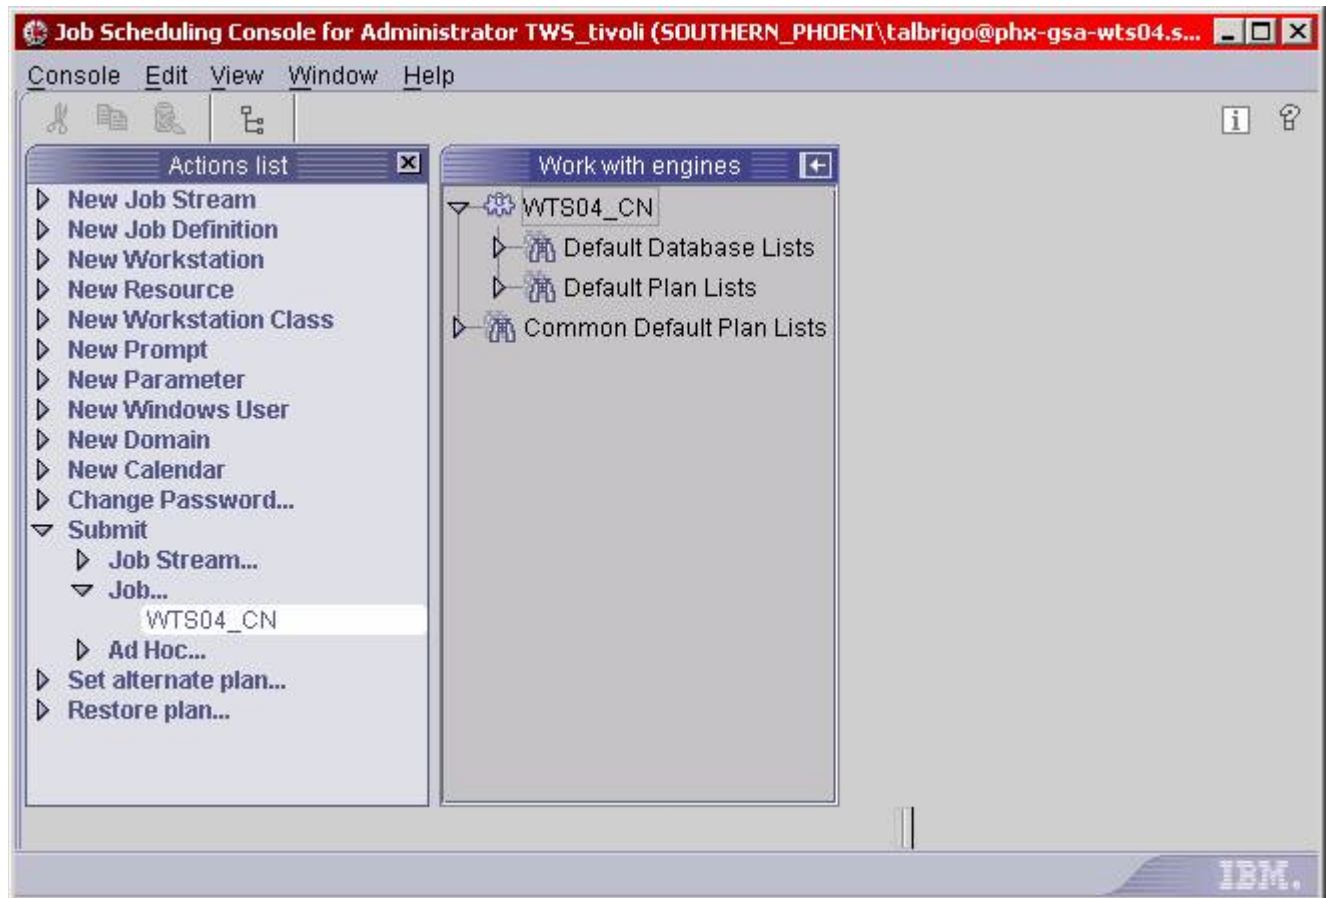 Job Scheduling Console for Administrator TWS_tivoli (SOUTHERN_PHOENI\talbrigo@phx-gsa-wts04.s...
Console Edit View Window Help
Actions list
New Job Stream
New Job Definition
New Workstation
New Resource
New Workstation Class
New Prompt
New Parameter
New Windows User
New Domain
New Calendar
Change Password...
Submit
Job Stream...
Job...
WTS04_CN
Ad Hoc...
Set alternate plan...
Restore plan...
Work with engines
WTS04_CN
Default Database Lists
Default Plan Lists
Common Default Plan Lists
IBM.